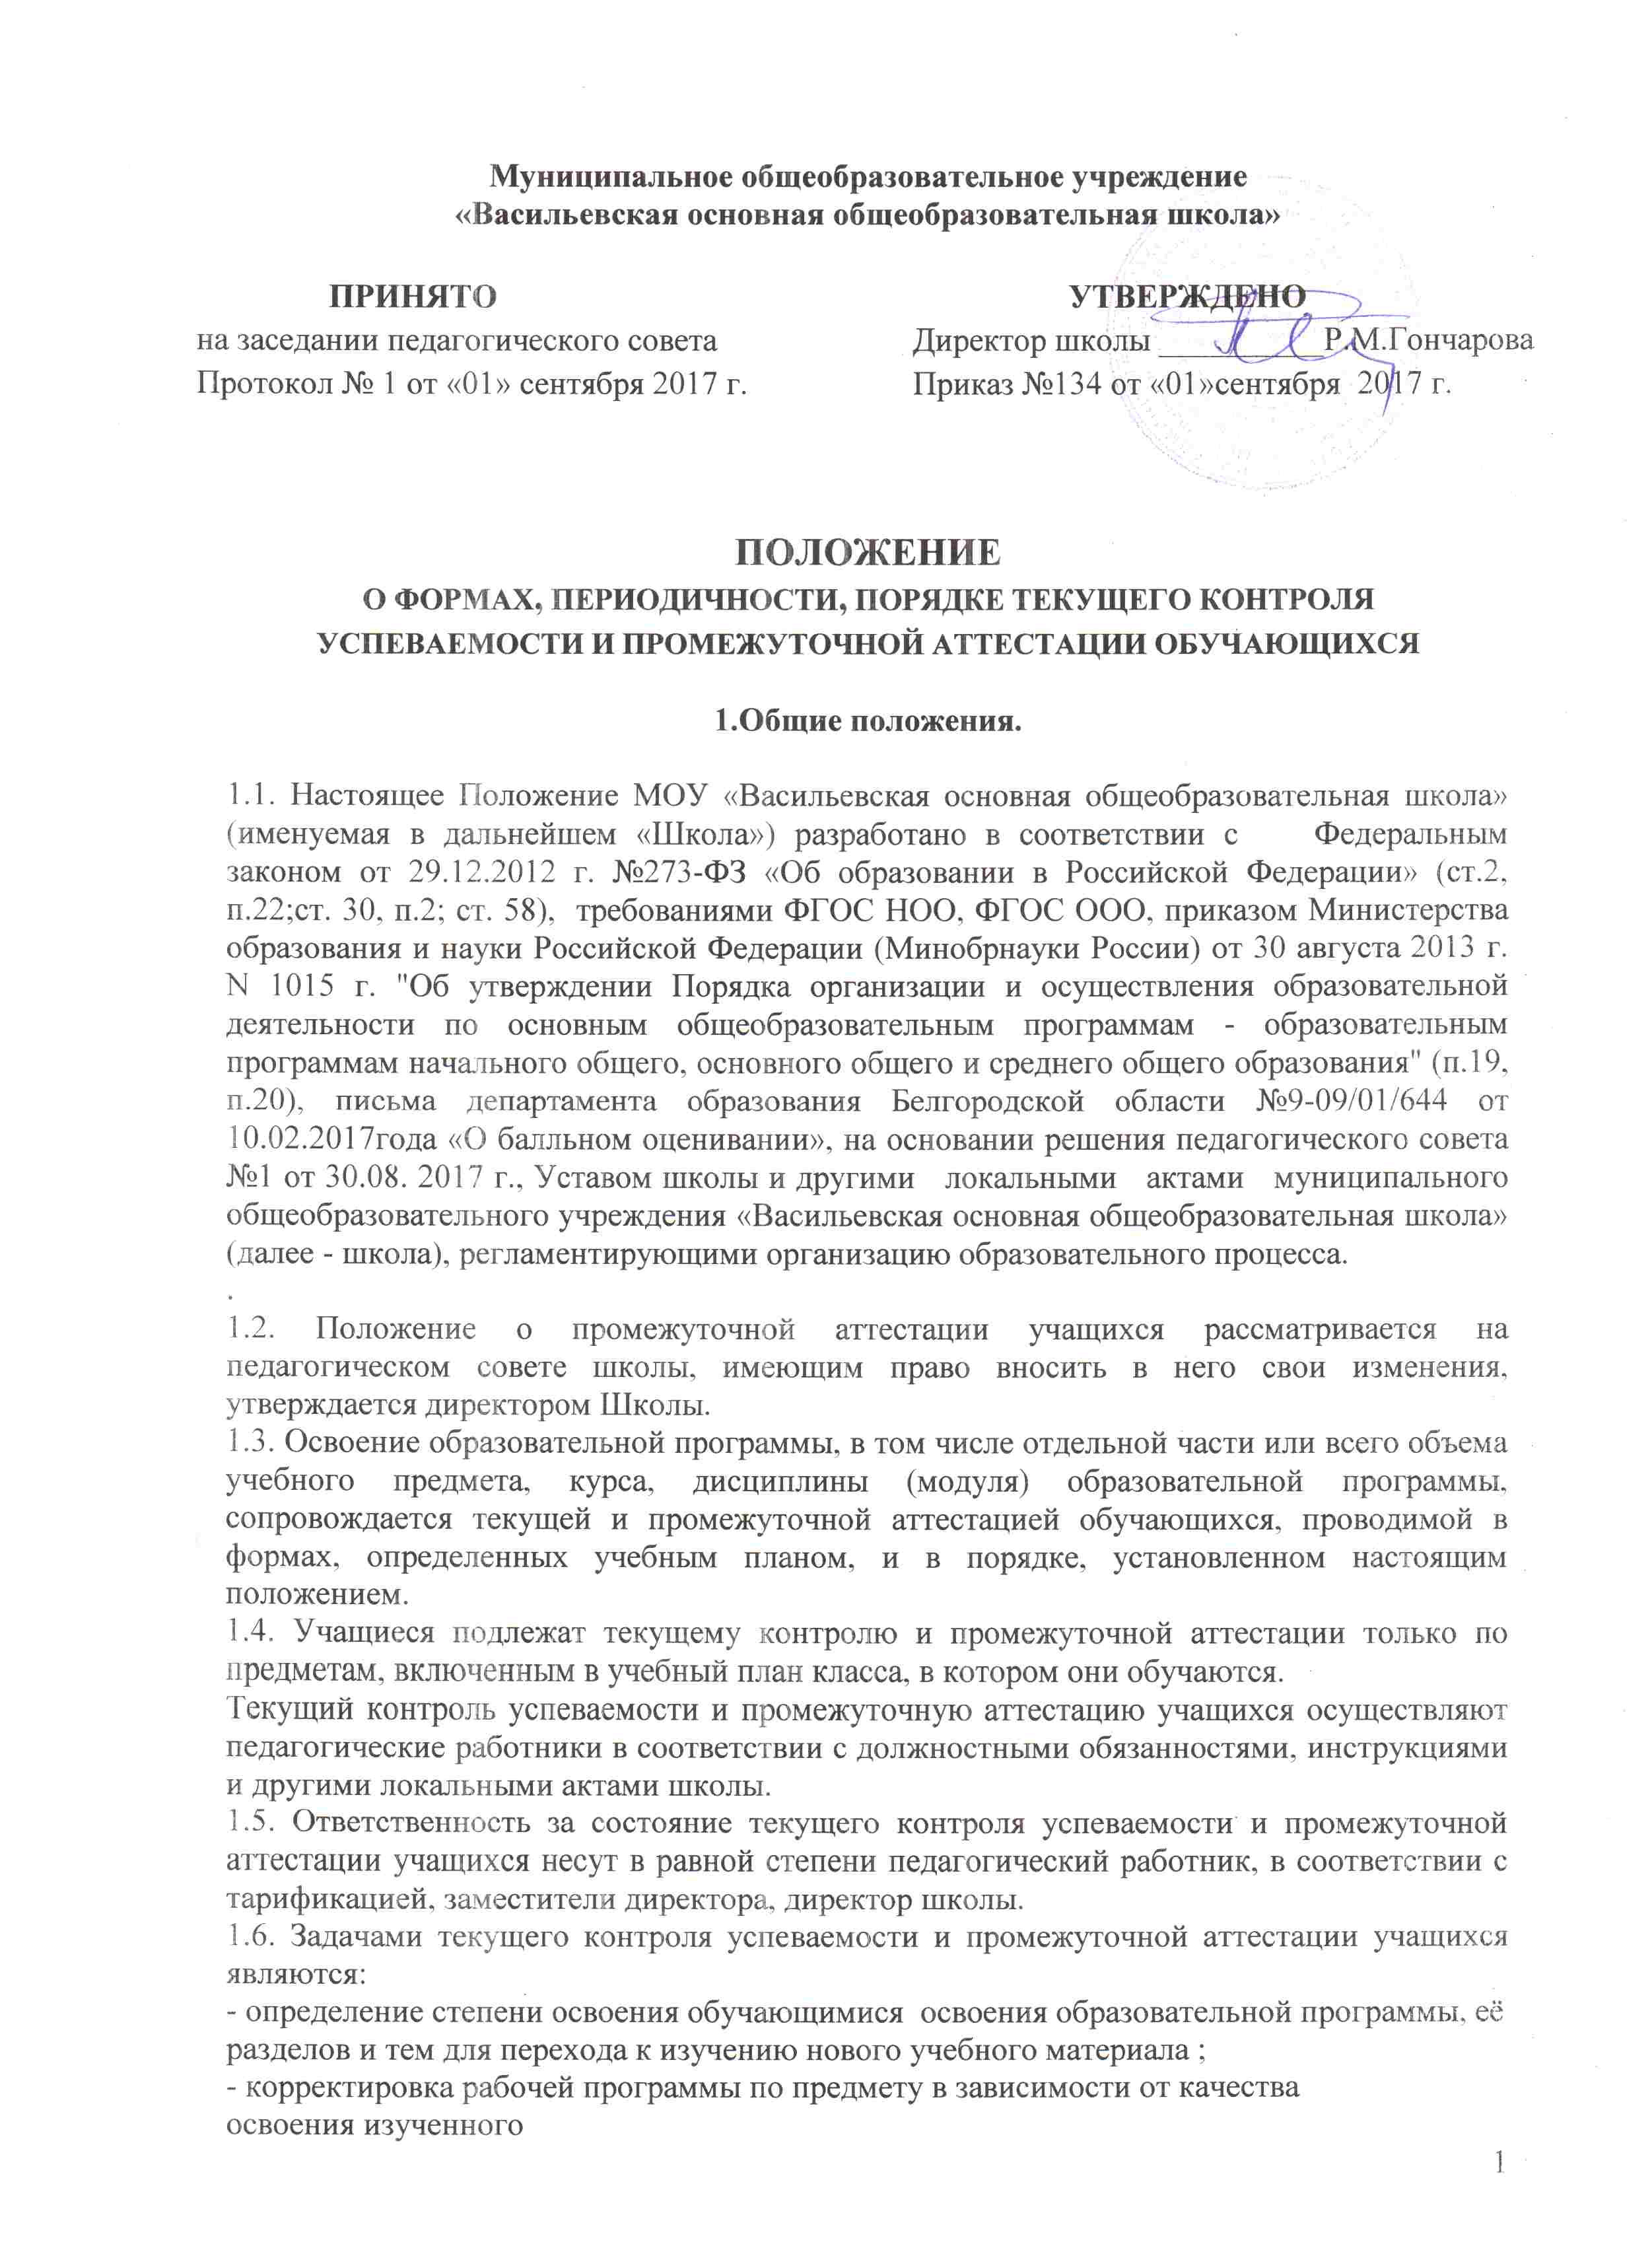 Муниципальное общеобразовательное учреждение
«Васильевская основная общеобразовательная школа»
ПРИНЯТО
на заседании педагогического совета
Протокол № 1 от «01» сентября 2017 г.
УТВЕРЖДЕНО
Директор школы __________Р.М.Гончарова
Приказ №134 от «01»сентября 2017 г.
ПОЛОЖЕНИЕ
О ФОРМАХ, ПЕРИОДИЧНОСТИ, ПОРЯДКЕ ТЕКУЩЕГО КОНТРОЛЯ
УСПЕВАЕМОСТИ И ПРОМЕЖУТОЧНОЙ АТТЕСТАЦИИ ОБУЧАЮЩИХСЯ
1.Общие положения.
1.1. Настоящее Положение МОУ «Васильевская основная общеобразовательная школа»
(именуемая в дальнейшем «Школа») разработано в соответствии с Федеральным
законом от 29.12.2012 г. №273-ФЗ «Об образовании в Российской Федерации» (ст.2,
п.22;ст. 30, п.2; ст. 58), требованиями ФГОС НОО, ФГОС ООО, приказом Министерства
образования и науки Российской Федерации (Минобрнауки России) от 30 августа 2013 г.
N 1015 г. "Об утверждении Порядка организации и осуществления образовательной
деятельности по основным общеобразовательным программам - образовательным
программам начального общего, основного общего и среднего общего образования" (п.19,
п.20), письма департамента образования Белгородской области №9-09/01/644 от
10.02.2017года «О балльном оценивании», на основании решения педагогического совета
№1 от 30.08. 2017 г., Уставом школы и другими локальными актами муниципального
общеобразовательного учреждения «Васильевская основная общеобразовательная школа»
(далее - школа), регламентирующими организацию образовательного процесса.
.
1.2. Положение о промежуточной аттестации учащихся рассматривается на
педагогическом совете школы, имеющим право вносить в него свои изменения,
утверждается директором Школы.
1.3. Освоение образовательной программы, в том числе отдельной части или всего объема
учебного предмета, курса, дисциплины (модуля) образовательной программы,
сопровождается текущей и промежуточной аттестацией обучающихся, проводимой в
формах, определенных учебным планом, и в порядке, установленном настоящим
положением.
1.4. Учащиеся подлежат текущему контролю и промежуточной аттестации только по
предметам, включенным в учебный план класса, в котором они обучаются.
Текущий контроль успеваемости и промежуточную аттестацию учащихся осуществляют
педагогические работники в соответствии с должностными обязанностями, инструкциями
и другими локальными актами школы.
1.5. Ответственность за состояние текущего контроля успеваемости и промежуточной
аттестации учащихся несут в равной степени педагогический работник, в соответствии с
тарификацией, заместители директора, директор школы.
1.6. Задачами текущего контроля успеваемости и промежуточной аттестации учащихся
являются:
- определение степени освоения обучающимися освоения образовательной программы, её
разделов и тем для перехода к изучению нового учебного материала ;
- корректировка рабочей программы по предмету в зависимости от качества
освоения изученного
1